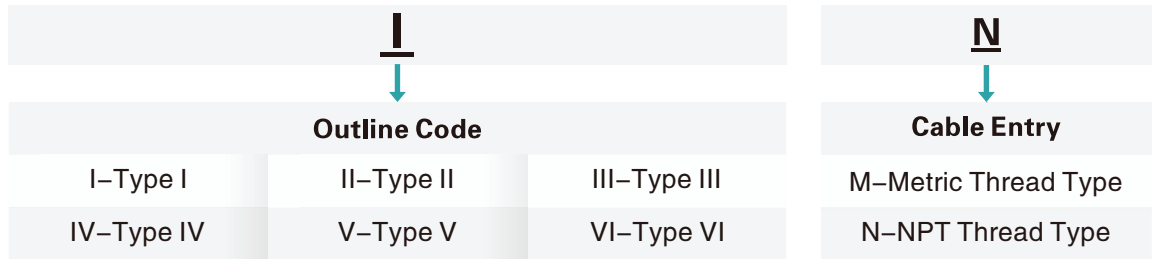 I N
Outline Code Cable Entry
I–Type I II–Type II III–Type III M–Metric Thread Type
IV–Type IV V–Type V VI–Type VI N–NPT Thread Type